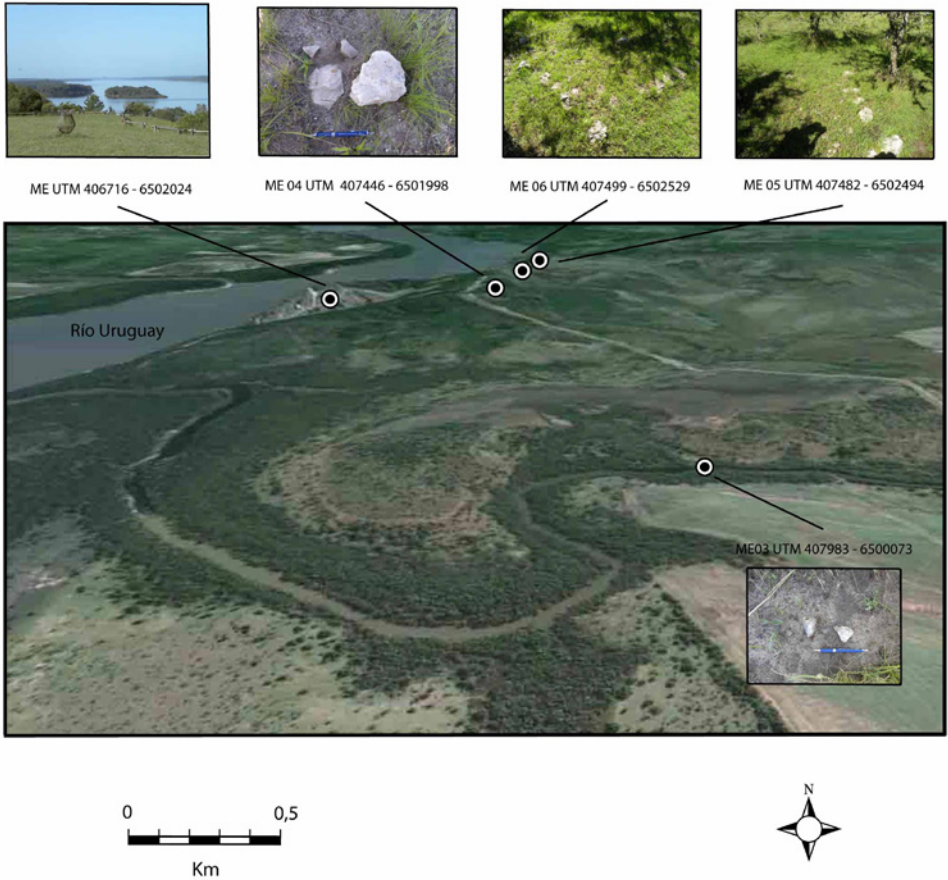 ME UTM 406716 - 6502024
ME 04 UTM 407446 - 6501998
ME 06 UTM 407499 - 6502529
ME 05 UTM 407482 - 6502494
Río Uruguay
ME03 UTM 407983 - 6500073
0 0,5
Km
N